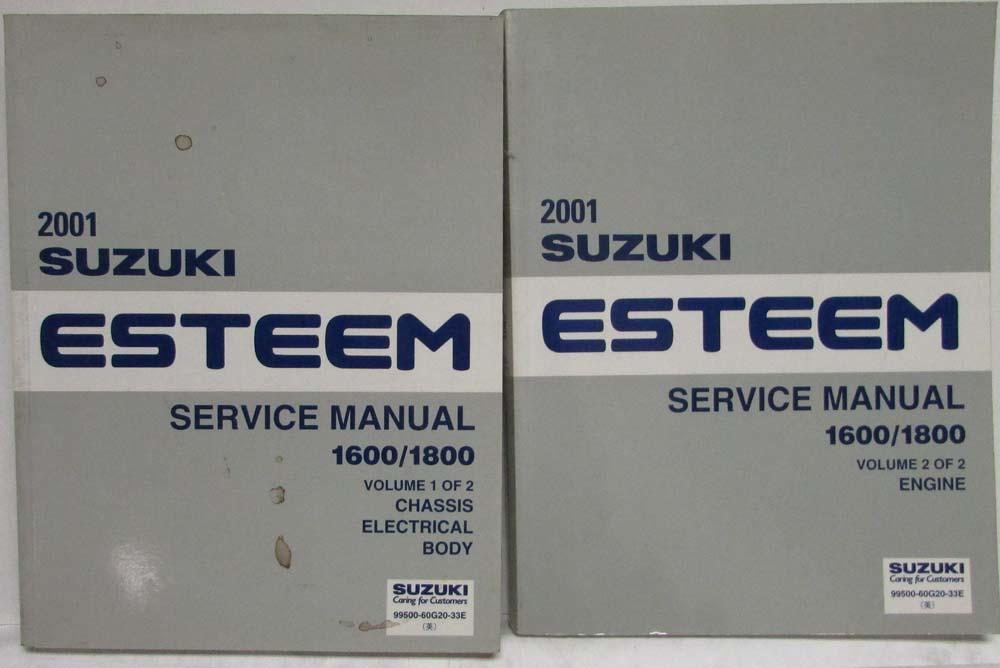 2001
SUZUKI
ESTEEM
SERVICE MANUAL
1600/1800
VOLUME 1 OF 2
CHASSIS
ELECTRICAL
BODY
SUZUKI
Caring for Customers
99500-60G20-33E
(英)
2001
SUZUKI
ESTEEM
SERVICE MANUAL
1600/1800
VOLUME 2 OF 2
ENGINE
SUZUKI
Caring for Customers
99500-60G20-33E
(英)